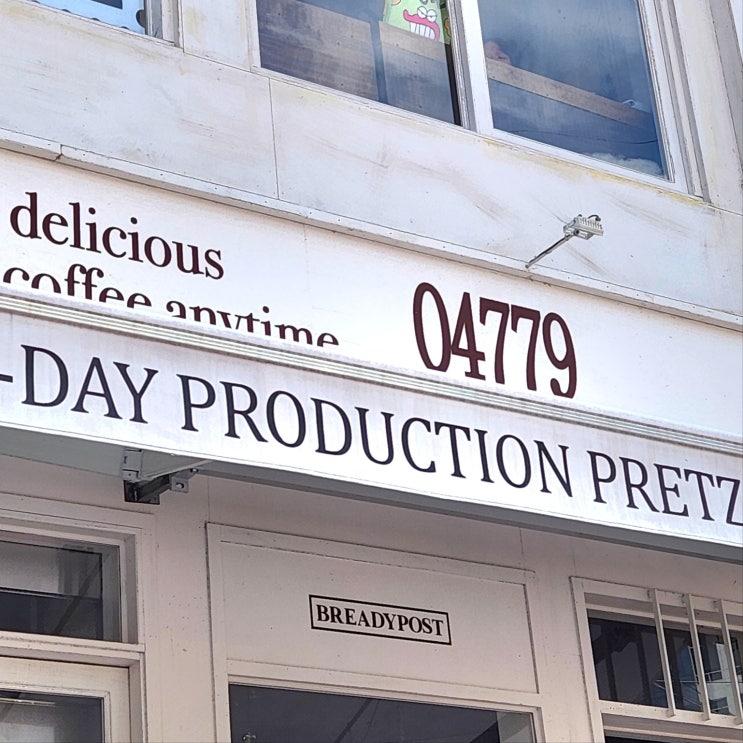 delicious
coffee anytime
04779
-DAY PRODUCTION PRETZ
BREADYPOST